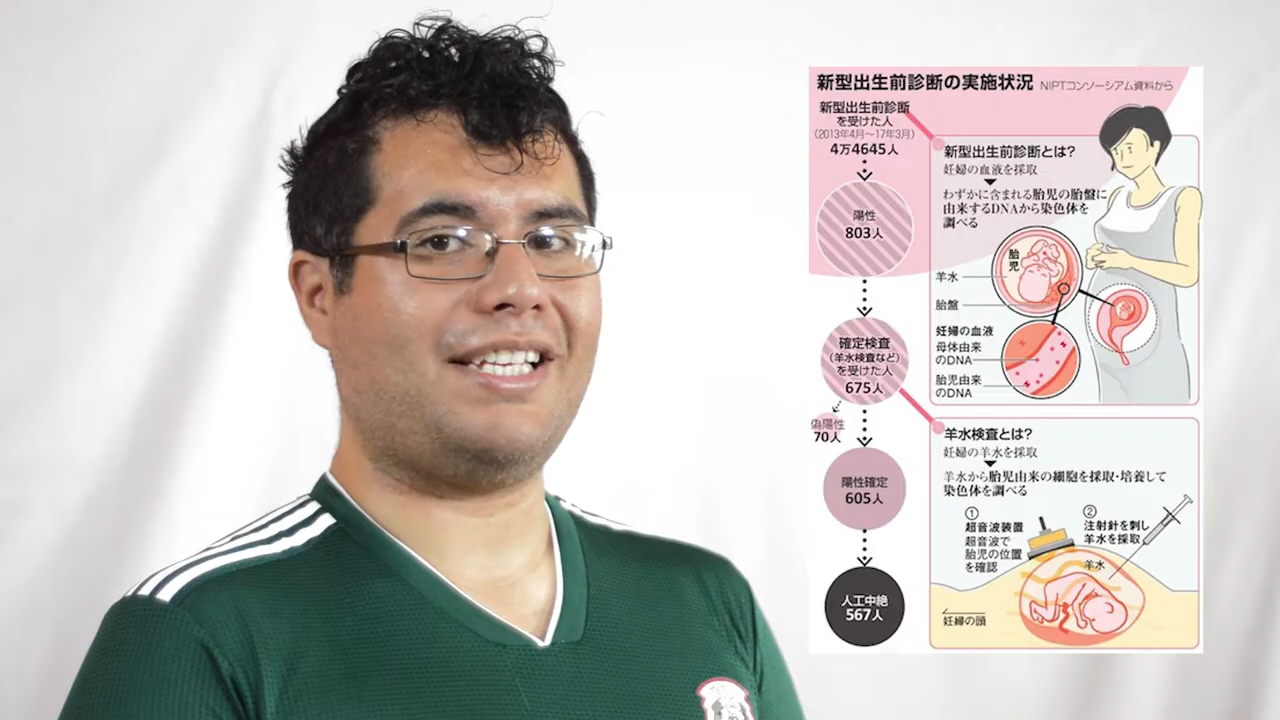 新型出生前診断の実施状況 NIPTコンソーシアム資料から
新型出生前診断
を受けた人
(2013年4月〜17年3月)
4万4645人
陽性
803人
確定検査
(羊水検査など)
を受けた人
675人
偽陽性
70人
陽性確定
605人
人工中絶
567人
新型出生前診断とは?
妊婦の血液を採取
わずかに含まれる胎児の胎盤に
由来するDNAから染色体を
調べる
胎児
羊水
胎盤
妊婦の血液
母体由来
のDNA
胎児由来
のDNA
羊水検査とは?
妊婦の羊水を採取
羊水から胎児由来の細胞を採取・培養して
染色体を調べる
①
超音波装置
超音波で
胎児の位置
を確認
②
注射針を刺し
羊水を採取
羊水
妊婦の頭